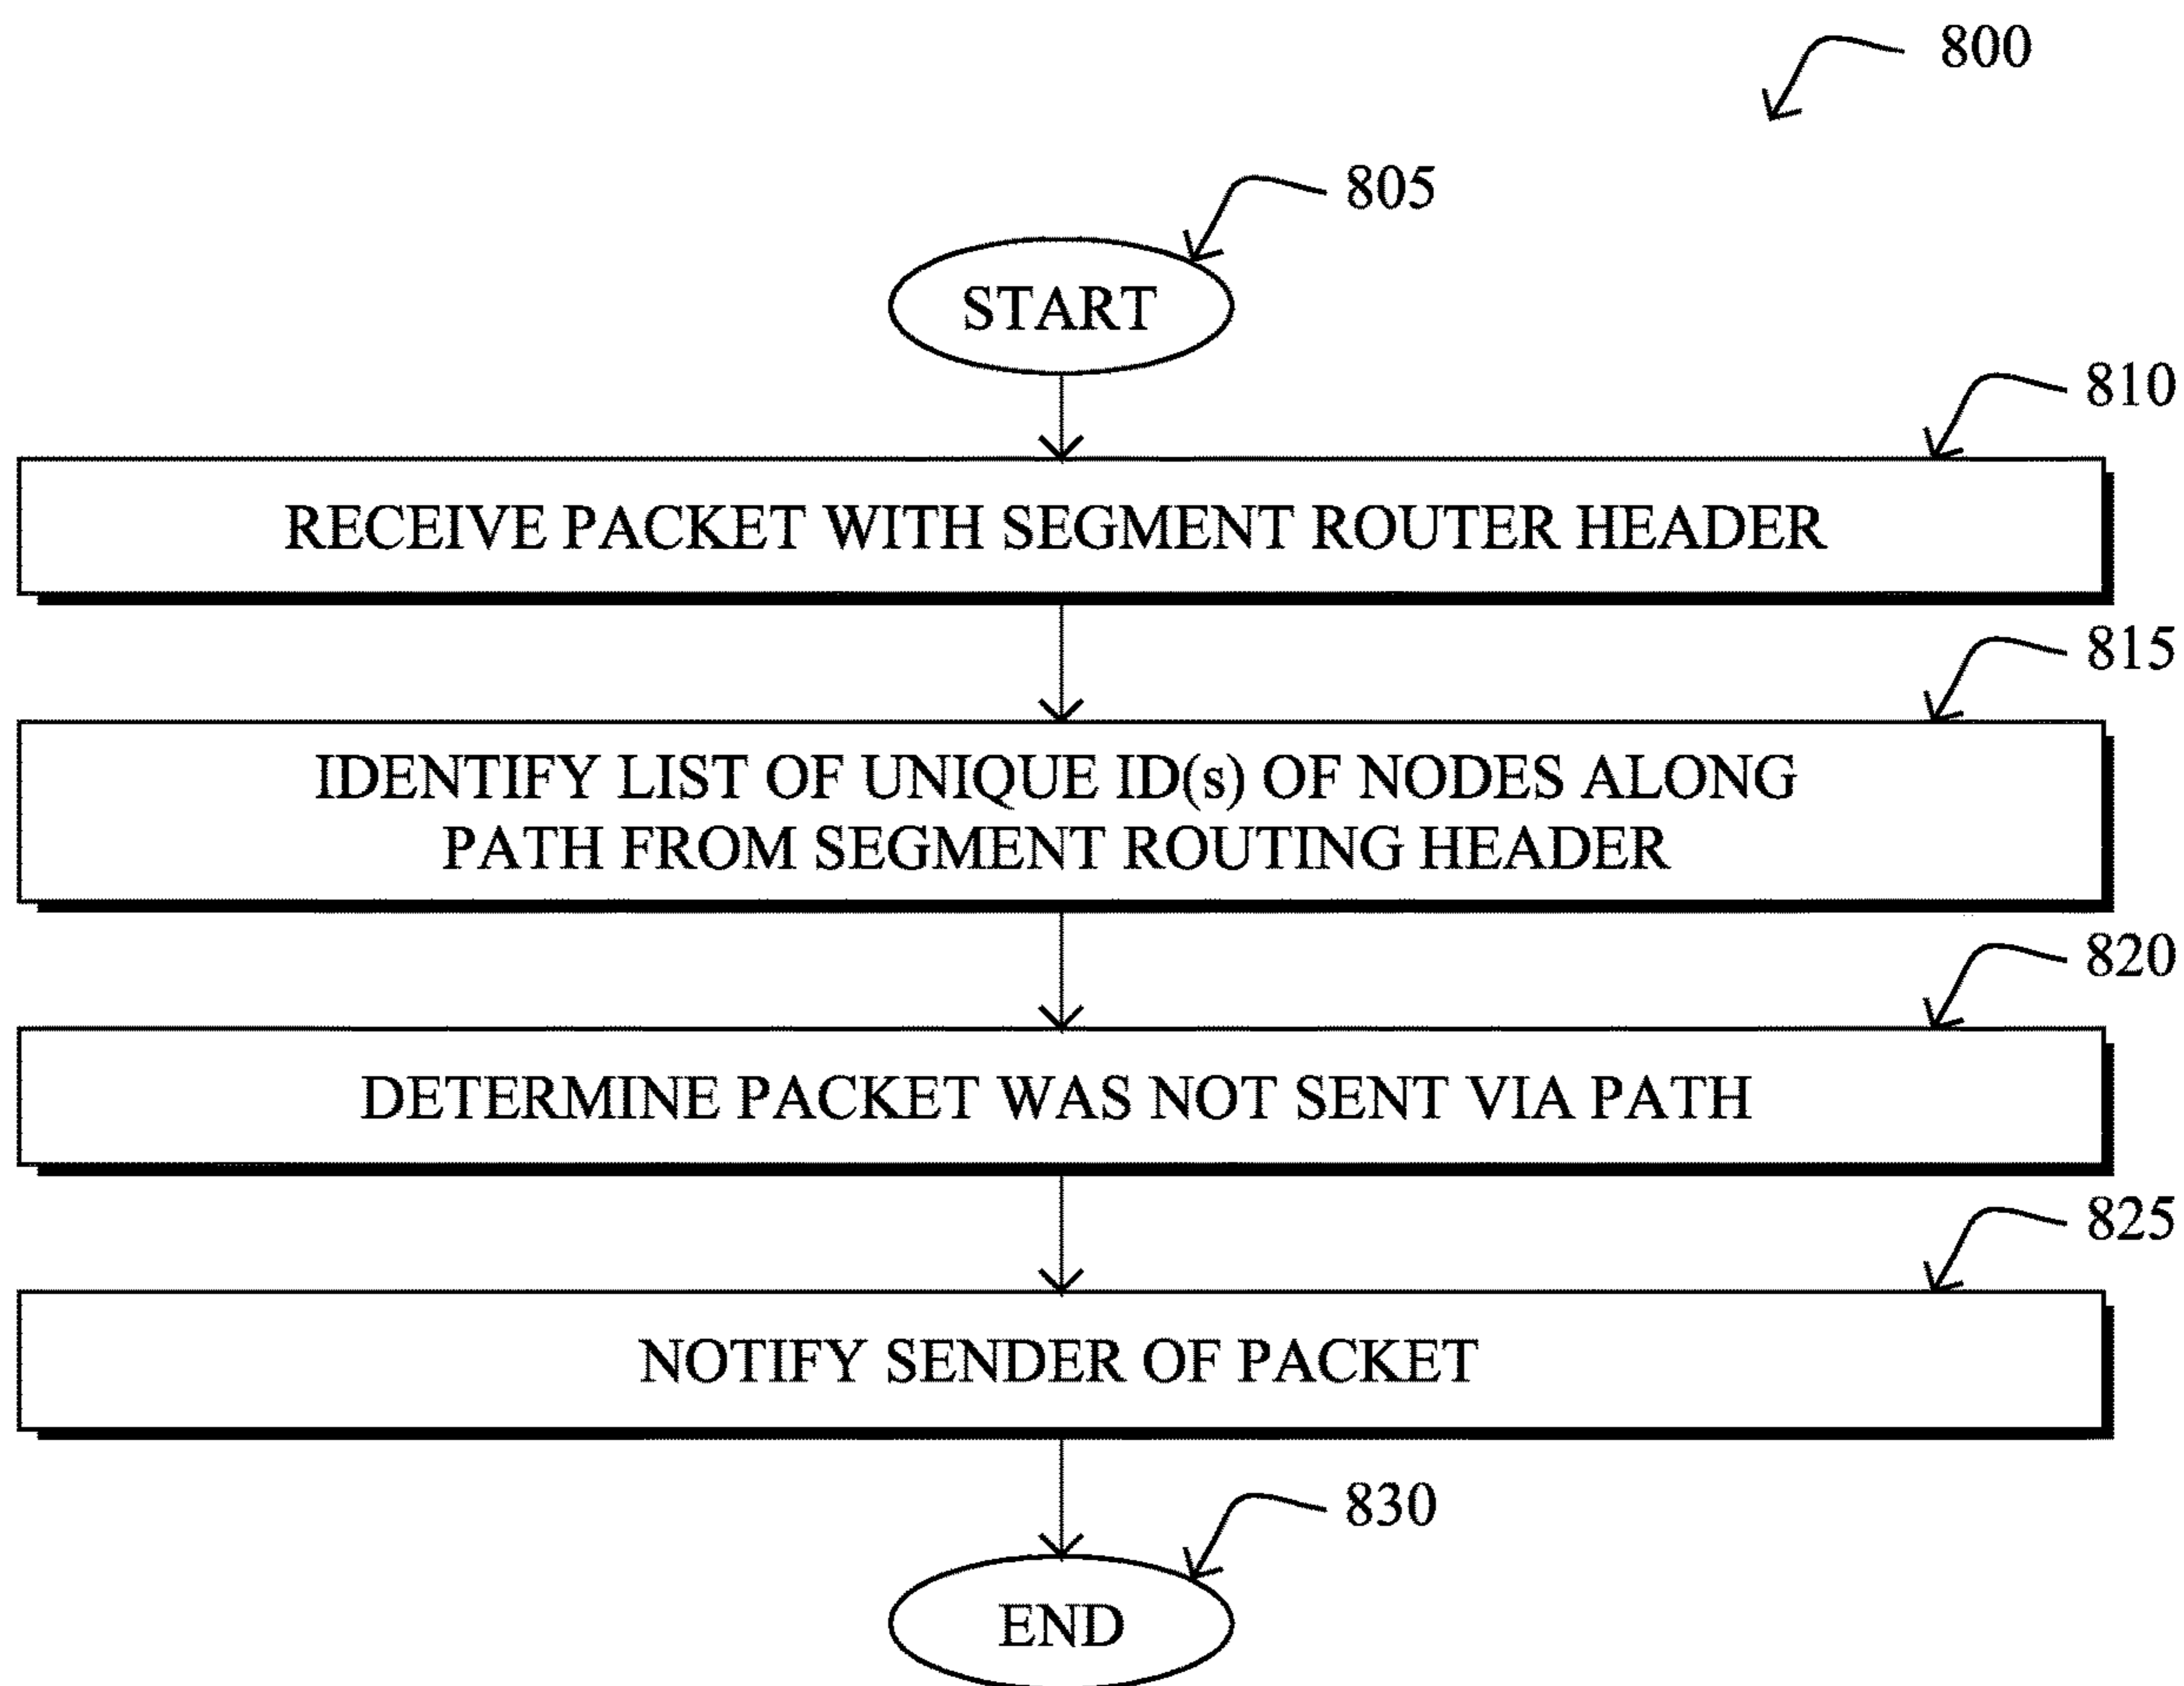 800
805
START
810
RECEIVE PACKET WITH SEGMENT ROUTER HEADER
815
IDENTIFY LIST OF UNIQUE ID(s) OF NODES ALONG
PATH FROM SEGMENT ROUTING HEADER
820
DETERMINE PACKET WAS NOT SENT VIA PATH
825
NOTIFY SENDER OF PACKET
830
END